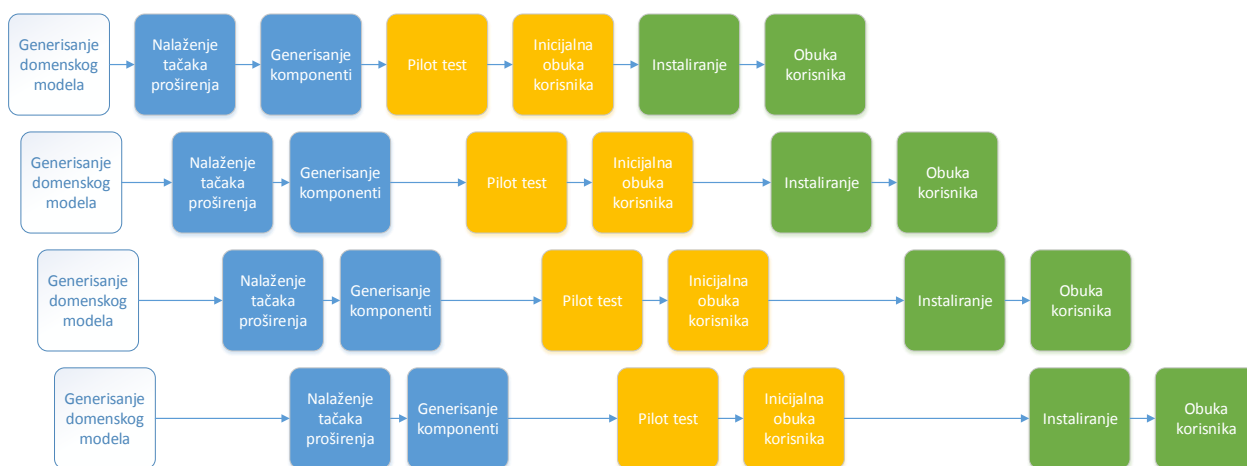 Generisanje
domenskog
modela
Nalaženje
tačaka
proširenja
Generisanje
komponenti
Pilot test
Inicijalna
obuka
korisnika
Instaliranje
Obuka
korisnika
Generisanje
domenskog
modela
Nalaženje
tačaka
proširenja
Generisanje
komponenti
Pilot test
Inicijalna
obuka
korisnika
Instaliranje
Obuka
korisnika
Generisanje
domenskog
modela
Nalaženje
tačaka
proširenja
Generisanje
komponenti
Pilot test
Inicijalna
obuka
korisnika
Instaliranje
Obuka
korisnika
Generisanje
domenskog
modela
Nalaženje
tačaka
proširenja
Generisanje
komponenti
Pilot test
Inicijalna
obuka
korisnika
Instaliranje
Obuka
korisnika